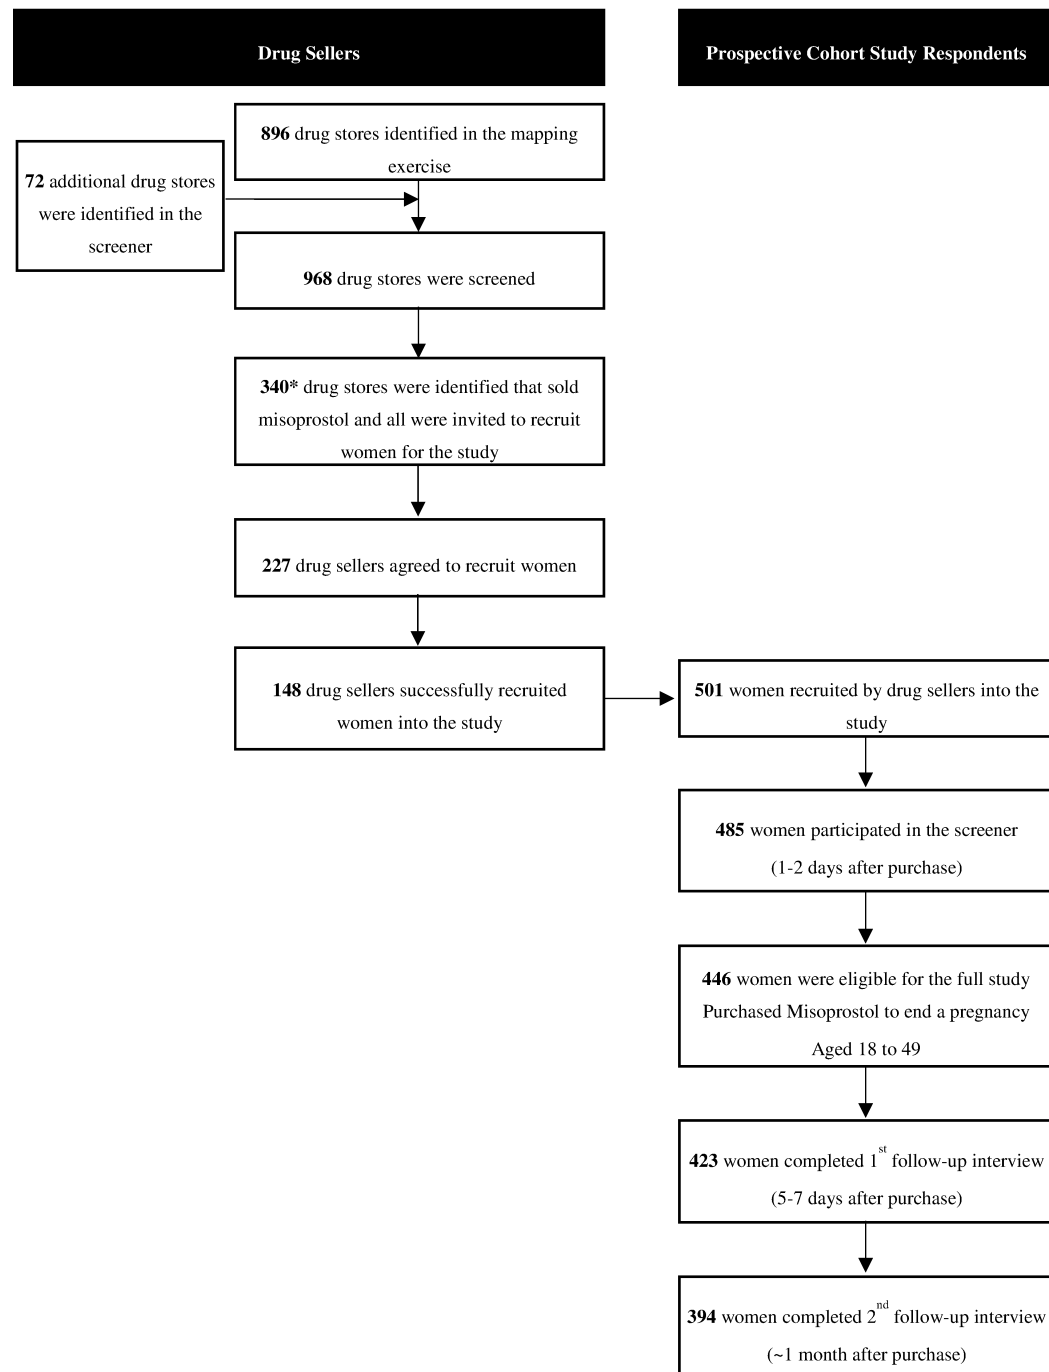 Drug Sellers
Prospective Cohort Study Respondents
896 drug stores identified in the mapping
exercise
72 additional drug stores
were identified in the
screener
968 drug stores were screened
340* drug stores were identified that sold
misoprostol and all were invited to recruit
women for the study
227 drug sellers agreed to recruit women
148 drug sellers successfully recruited
women into the study
501 women recruited by drug sellers into the
study
485 women participated in the screener
(1-2 days after purchase)
446 women were eligible for the full study
Purchased Misoprostol to end a pregnancy
Aged 18 to 49
423 women completed 1st follow-up interview
(5-7 days after purchase)
394 women completed 2nd follow-up interview
(~1 month after purchase)